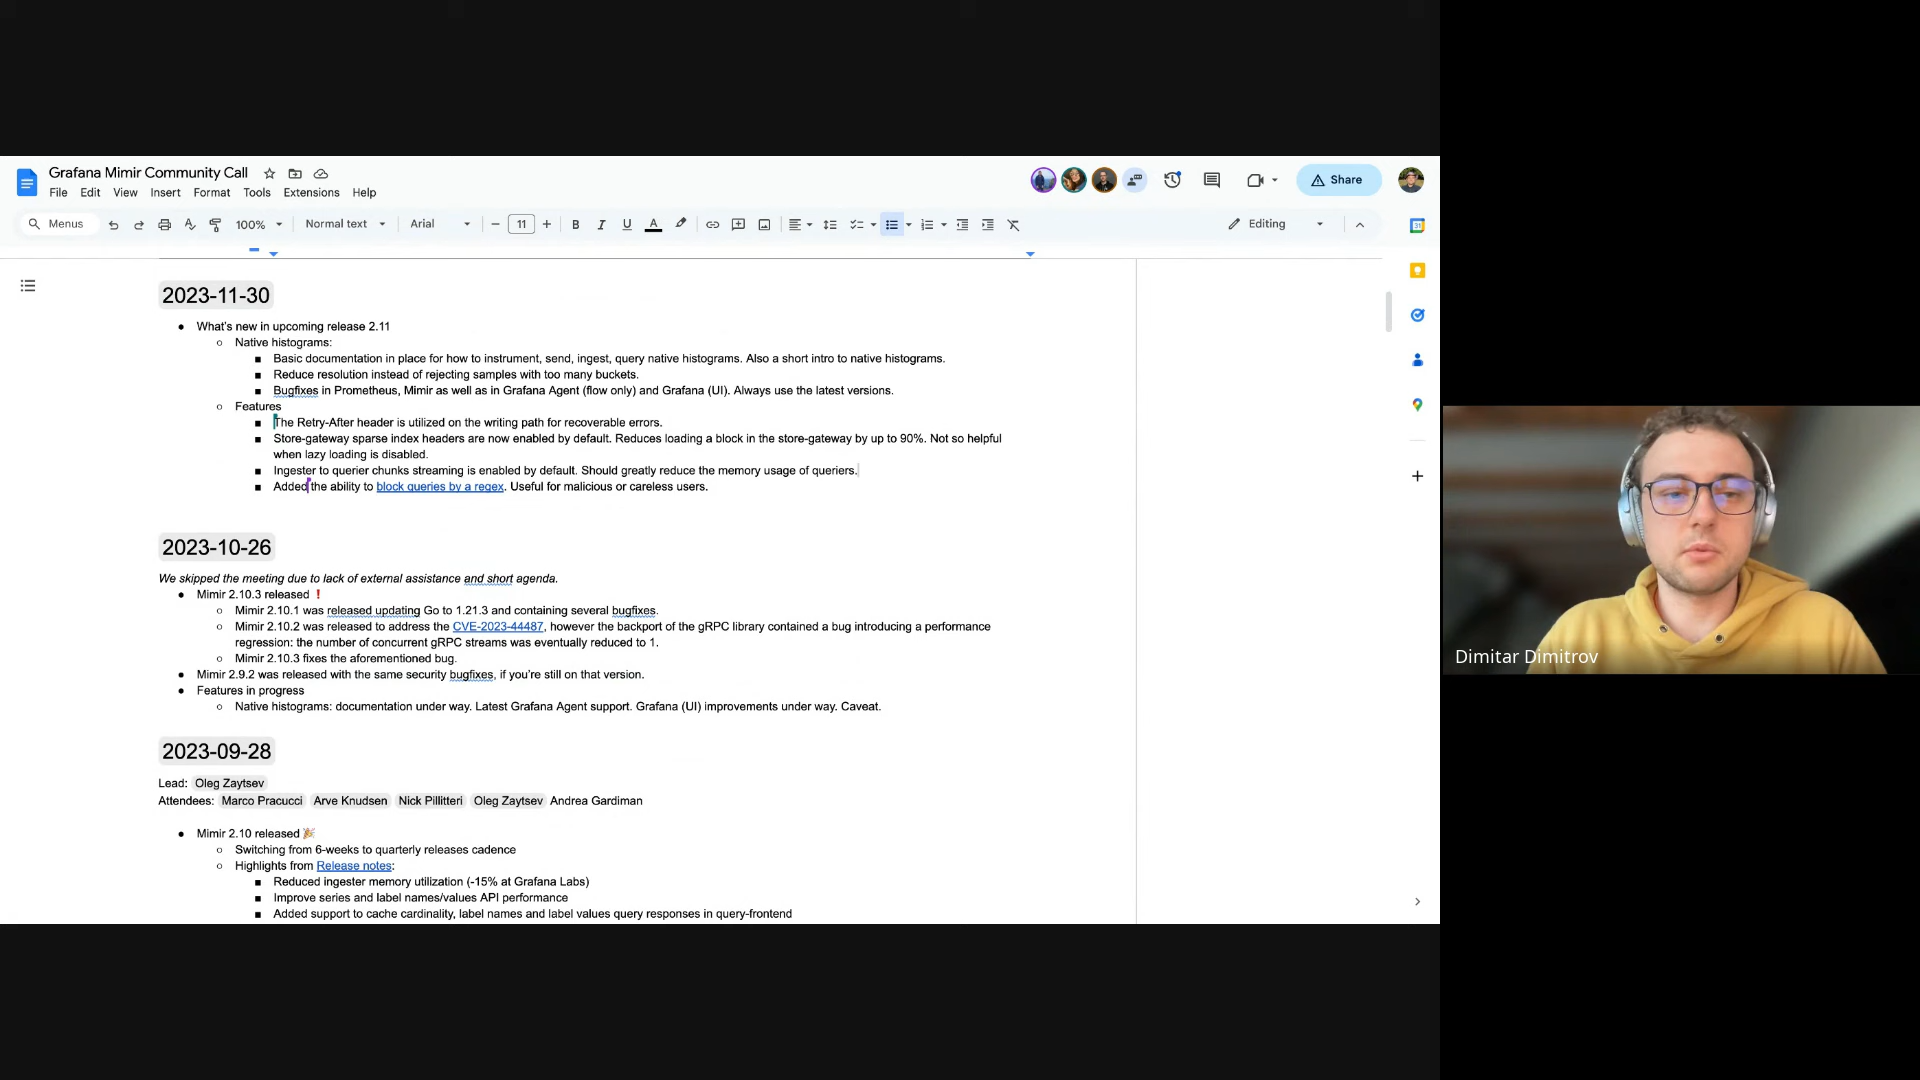 Grafana Mimir Community Call
File Edit View Insert Format Tools Extensions Help
Share
Menus 100% Normal text Arial 11 Editing
2023-11-30
What's new in upcoming release 2.11
Native histograms:
Basic documentation in place for how to instrument, send, ingest, query native histograms. Also a short intro to native histograms.
Reduce resolution instead of rejecting samples with too many buckets.
Bugfixes in Prometheus, Mimir as well as in Grafana Agent (flow only) and Grafana (UI). Always use the latest versions.
Features
The Retry-After header is utilized on the writing path for recoverable errors.
Store-gateway sparse index headers are now enabled by default. Reduces loading a block in the store-gateway by up to 90%. Not so helpful
when lazy loading is disabled.
Ingester to querier chunks streaming is enabled by default. Should greatly reduce the memory usage of queriers.
Added the ability to block queries by a regex. Useful for malicious or careless users.
2023-10-26
We skipped the meeting due to lack of external assistance and short agenda.
Mimir 2.10.3 released ❗
Mimir 2.10.1 was released updating Go to 1.21.3 and containing several bugfixes.
Mimir 2.10.2 was released to address the CVE-2023-44487, however the backport of the gRPC library contained a bug introducing a performance
regression: the number of concurrent gRPC streams was eventually reduced to 1.
Mimir 2.10.3 fixes the aforementioned bug.
Mimir 2.9.2 was released with the same security bugfixes, if you're still on that version.
Features in progress
Native histograms: documentation under way. Latest Grafana Agent support. Grafana (UI) improvements under way. Caveat.
2023-09-28
Lead: Oleg Zaytsev
Attendees: Marco Pracucci Arve Knudsen Nick Pillitteri Oleg Zaytsev Andrea Gardiman
Mimir 2.10 released 🎉
Switching from 6-weeks to quarterly releases cadence
Highlights from Release notes:
Reduced ingester memory utilization (-15% at Grafana Labs)
Improve series and label names/values API performance
Added support to cache cardinality, label names and label values query responses in query-frontend
Dimitar Dimitrov